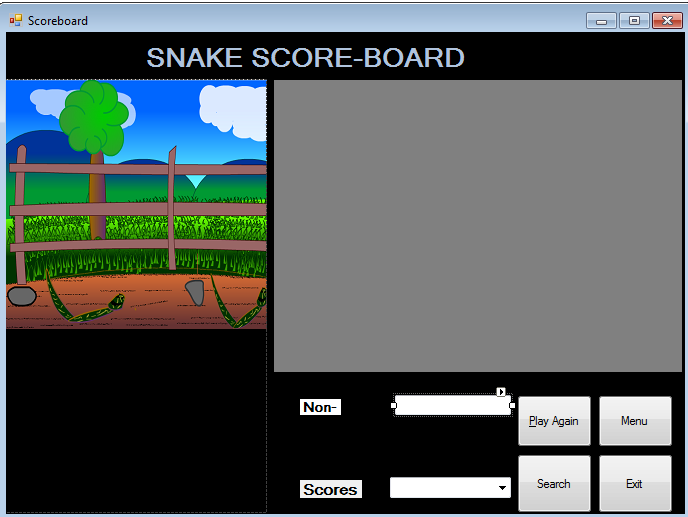 Scoreboard
SNAKE SCORE-BOARD
Non-
Play Again
Menu
Scores
Search
Exit